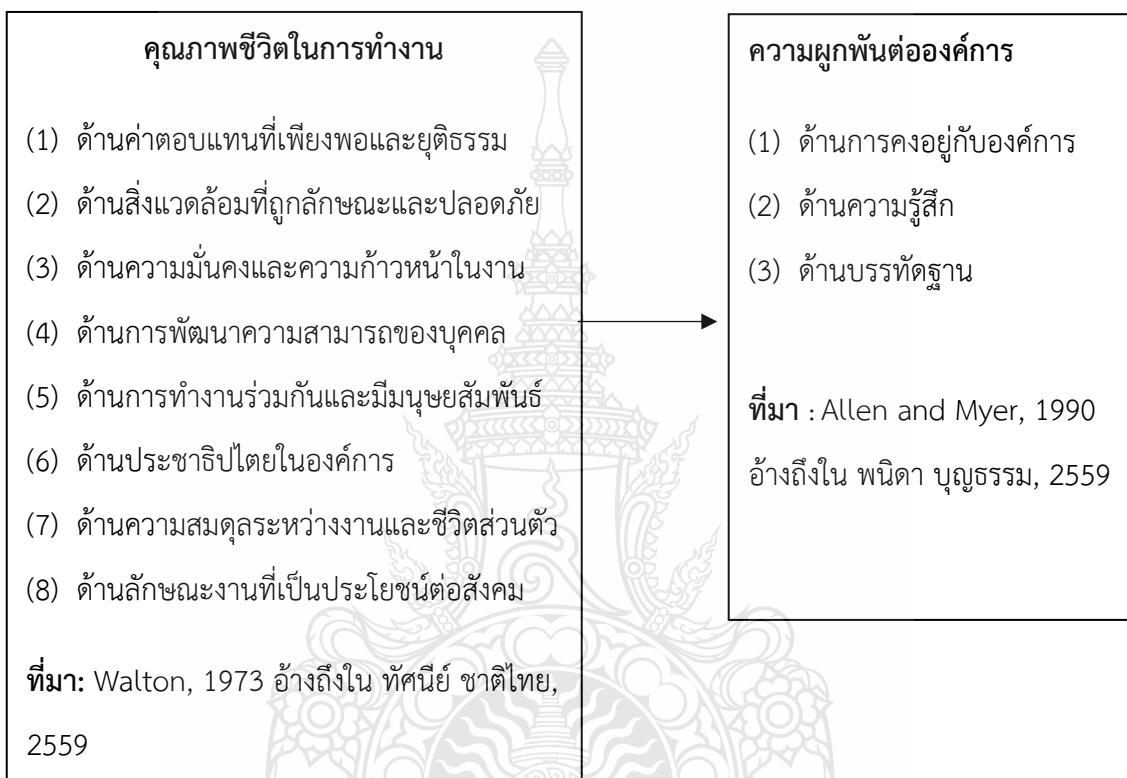 คุณภาพชีวิตในการทำงาน
(1) ด้านค่าตอบแทนที่เพียงพอและยุติธรรม
(2) ด้านสิ่งแวดล้อมที่ถูกลักษณะและปลอดภัย
(3) ด้านความมั่นคงและความก้าวหน้าในงาน
(4) ด้านการพัฒนาความสามารถของบุคคล
(5) ด้านการทำงานร่วมกันและมีมนุษยสัมพันธ์
(6) ด้านประชาธิปไตยในองค์การ
(7) ด้านความสมดุลระหว่างงานและชีวิตส่วนตัว
(8) ด้านลักษณะงานที่เป็นประโยชน์ต่อสังคม
ที่มา: Walton, 1973 อ้างถึงใน ทัศนีย์ ชาติไทย,
2559
ความผูกพันต่อองค์การ
(1) ด้านการคงอยู่กับองค์การ
(2) ด้านความรู้สึก
(3) ด้านบรรทัดฐาน
ที่มา : Allen and Myer, 1990
อ้างถึงใน พนิดา บุญธรรม, 2559